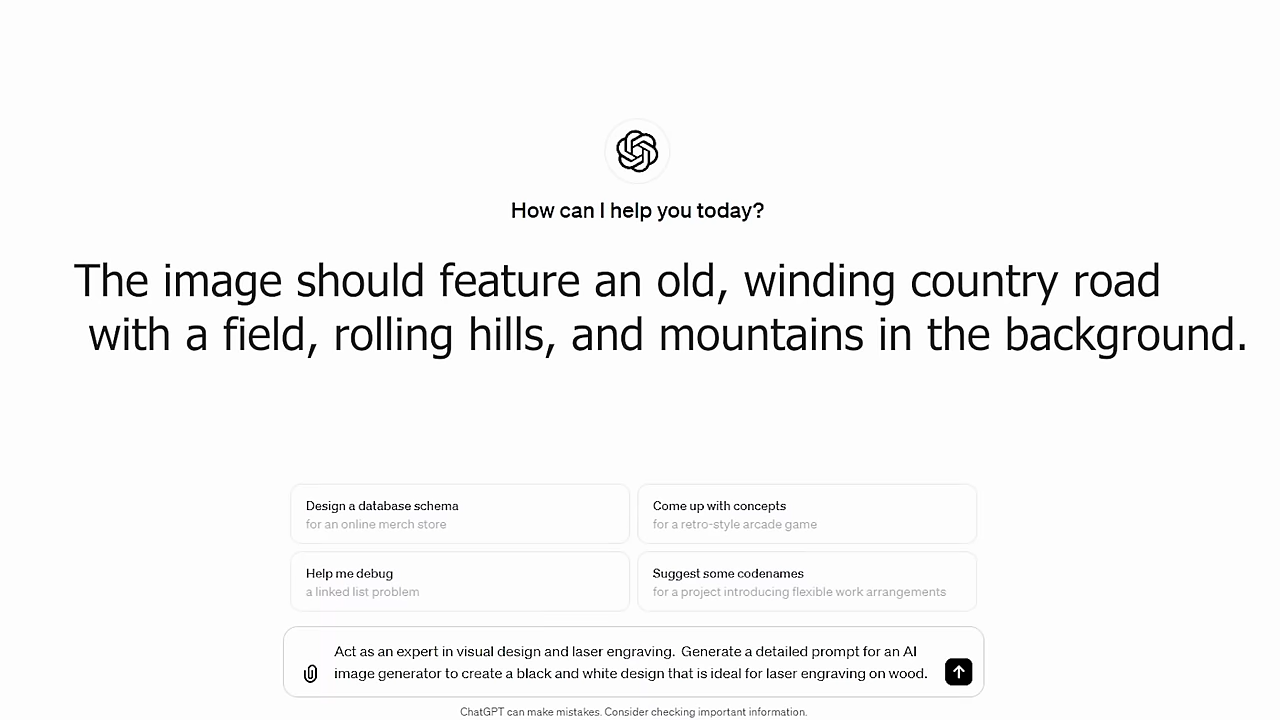 How can I help you today?
The image should feature an old, winding country road
with a field, rolling hills, and mountains in the background.
Design a database schema
for an online merch store
Come up with concepts
for a retro-style arcade game
Help me debug
a linked list problem
Suggest some codenames
for a project introducing flexible work arrangements
Act as an expert in visual design and laser engraving.  Generate a detailed prompt for an AI
image generator to create a black and white design that is ideal for laser engraving on wood.
ChatGPT can make mistakes. Consider checking important information.